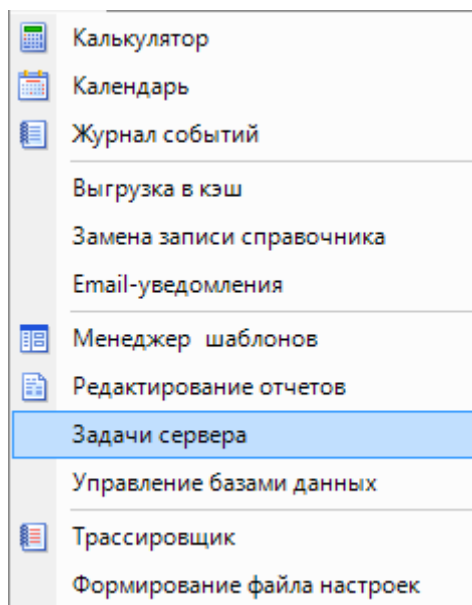 Калькулятор
Календарь
Журнал событий
Выгрузка в кэш
Замена записи справочника
Email-уведомления
Менеджер  шаблонов
Редактирование отчетов
Задачи сервера
Управление базами данных
Трассировщик
Формирование файла настроек